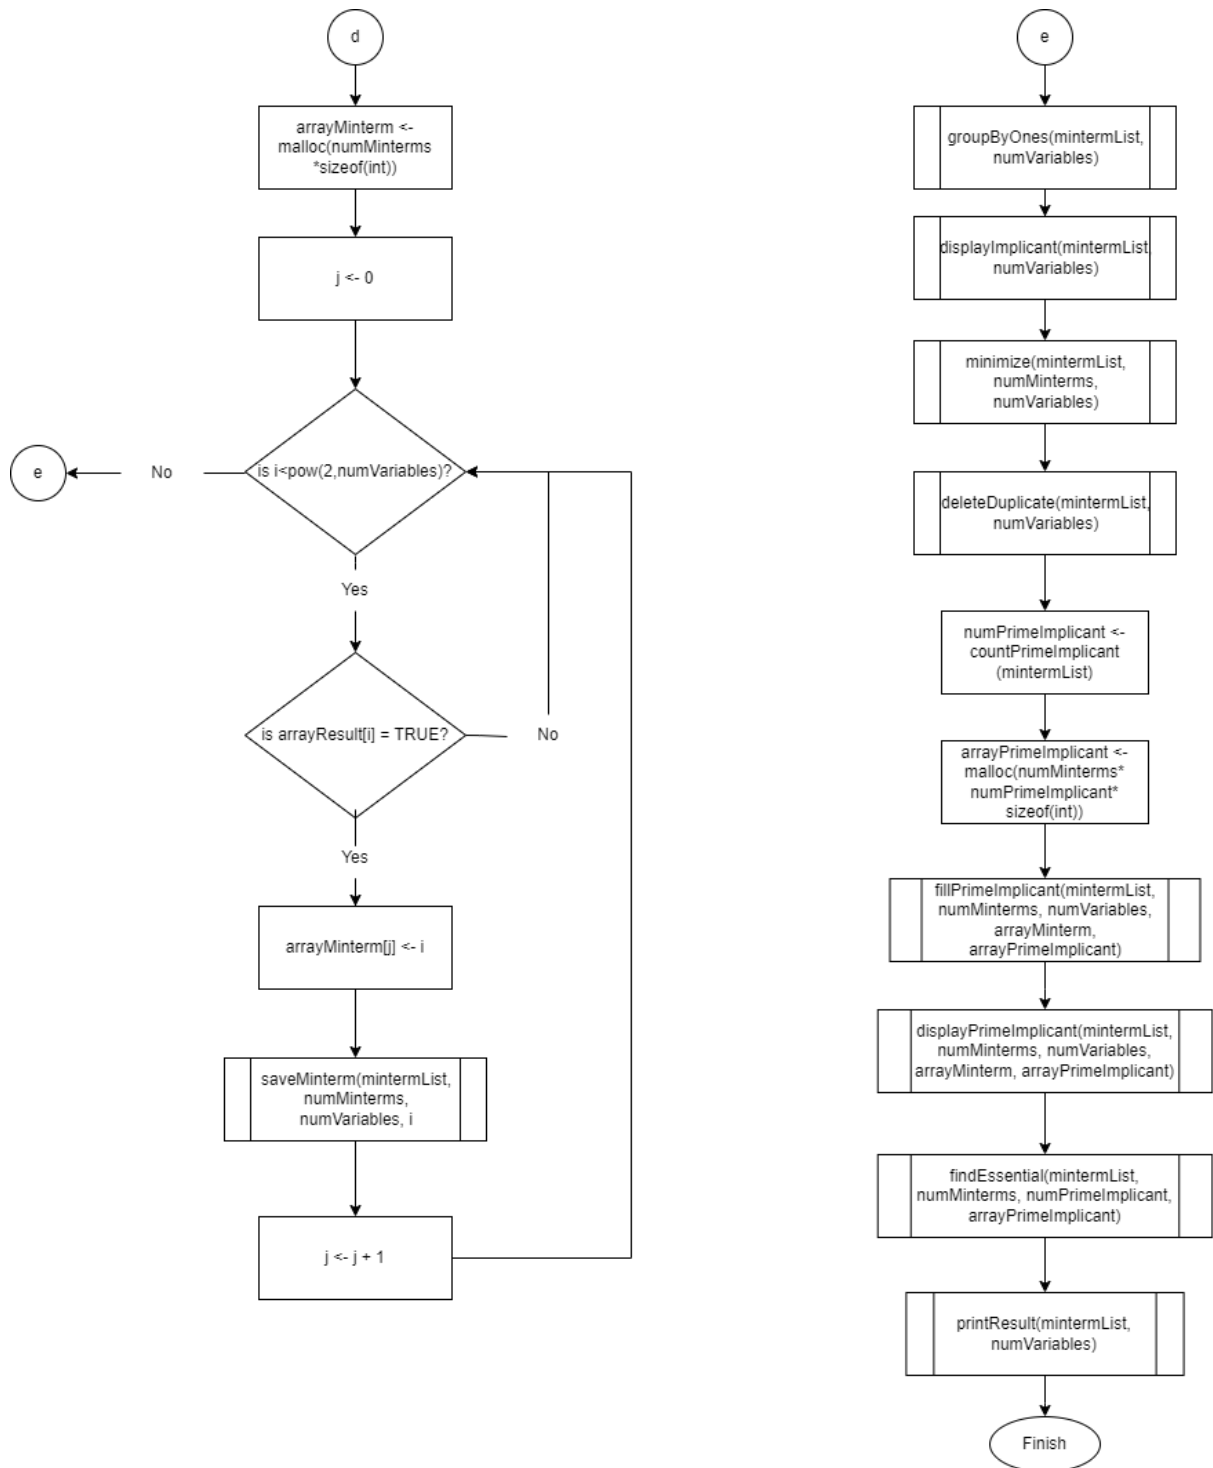 d
arrayMinterm <-
malloc(numMinterms
*sizeof(int))
j <- 0
is i<pow(2,numVariables)?
No
e
Yes
is arrayResult[i] = TRUE?
No
Yes
arrayMinterm[j] <- i
saveMinterm(mintermList,
numMinterms,
numVariables, i
j <- j + 1
e
groupByOnes(mintermList,
numVariables)
displayImplicant(mintermList,
numVariables)
minimize(mintermList,
numMinterms,
numVariables)
deleteDuplicate(mintermList,
numVariables)
numPrimeImplicant <-
countPrimeImplicant
(mintermList)
arrayPrimeImplicant <-
malloc(numMinterms*
numPrimeImplicant*
sizeof(int))
fillPrimeImplicant(mintermList,
numMinterms, numVariables,
arrayMinterm,
arrayPrimeImplicant)
displayPrimeImplicant(mintermList,
numMinterms, numVariables,
arrayMinterm, arrayPrimeImplicant)
findEssential(mintermList,
numMinterms, numPrimeImplicant,
arrayPrimeImplicant)
printResult(mintermList,
numVariables)
Finish